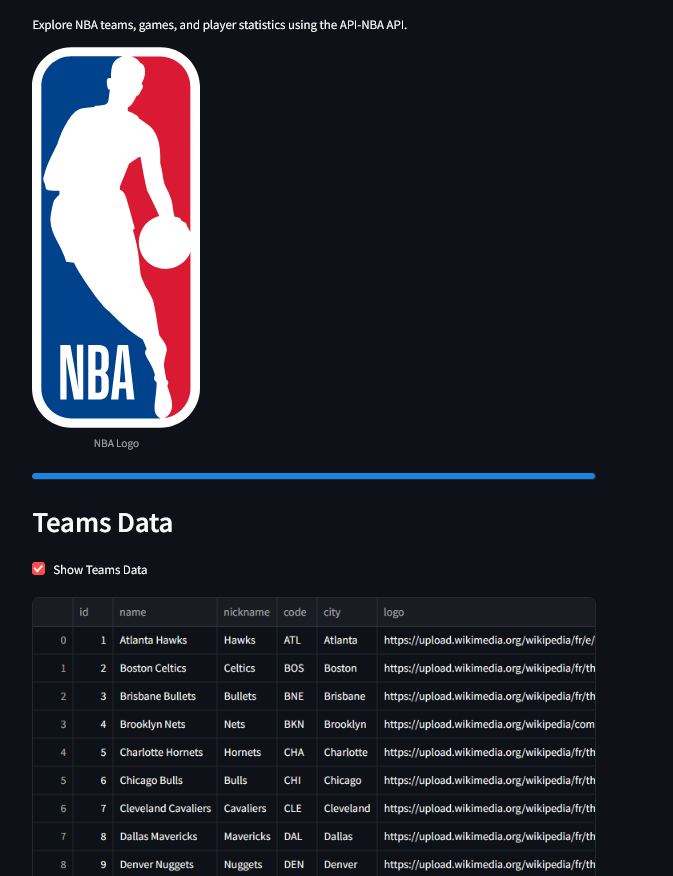 Explore NBA teams, games, and player statistics using the API-NBA API.
NBA
NBA Logo
Teams Data
Show Teams Data
id name nickname code city logo
0 1 Atlanta Hawks Hawks ATL Atlanta https://upload.wikimedia.org/wikipedia/fr/e/
1 2 Boston Celtics Celtics BOS Boston https://upload.wikimedia.org/wikipedia/fr/th
2 3 Brisbane Bullets Bullets BNE Brisbane https://upload.wikimedia.org/wikipedia/fr/th
3 4 Brooklyn Nets Nets BKN Brooklyn https://upload.wikimedia.org/wikipedia/com
4 5 Charlotte Hornets Hornets CHA Charlotte https://upload.wikimedia.org/wikipedia/fr/th
5 6 Chicago Bulls Bulls CHI Chicago https://upload.wikimedia.org/wikipedia/fr/th
6 7 Cleveland Cavaliers Cavaliers CLE Cleveland https://upload.wikimedia.org/wikipedia/fr/th
7 8 Dallas Mavericks Mavericks DAL Dallas https://upload.wikimedia.org/wikipedia/fr/th
8 9 Denver Nuggets Nuggets DEN Denver https://upload.wikimedia.org/wikipedia/fr/th